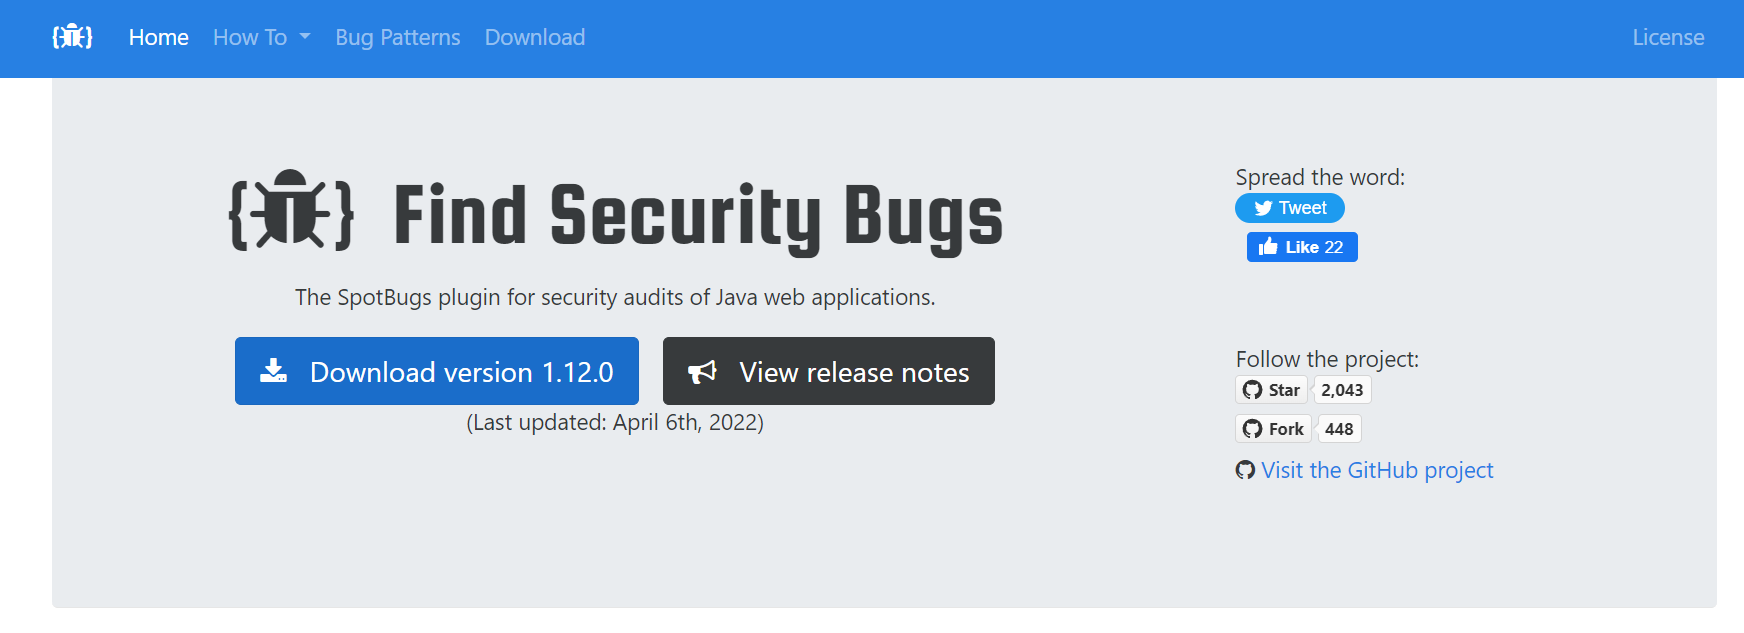 Home How To Bug Patterns Download License
Find Security Bugs
The SpotBugs plugin for security audits of Java web applications.
Download version 1.12.0 View release notes
(Last updated: April 6th, 2022)
Spread the word:
Tweet
Like 22
Follow the project:
Star 2,043
Fork 448
Visit the GitHub project